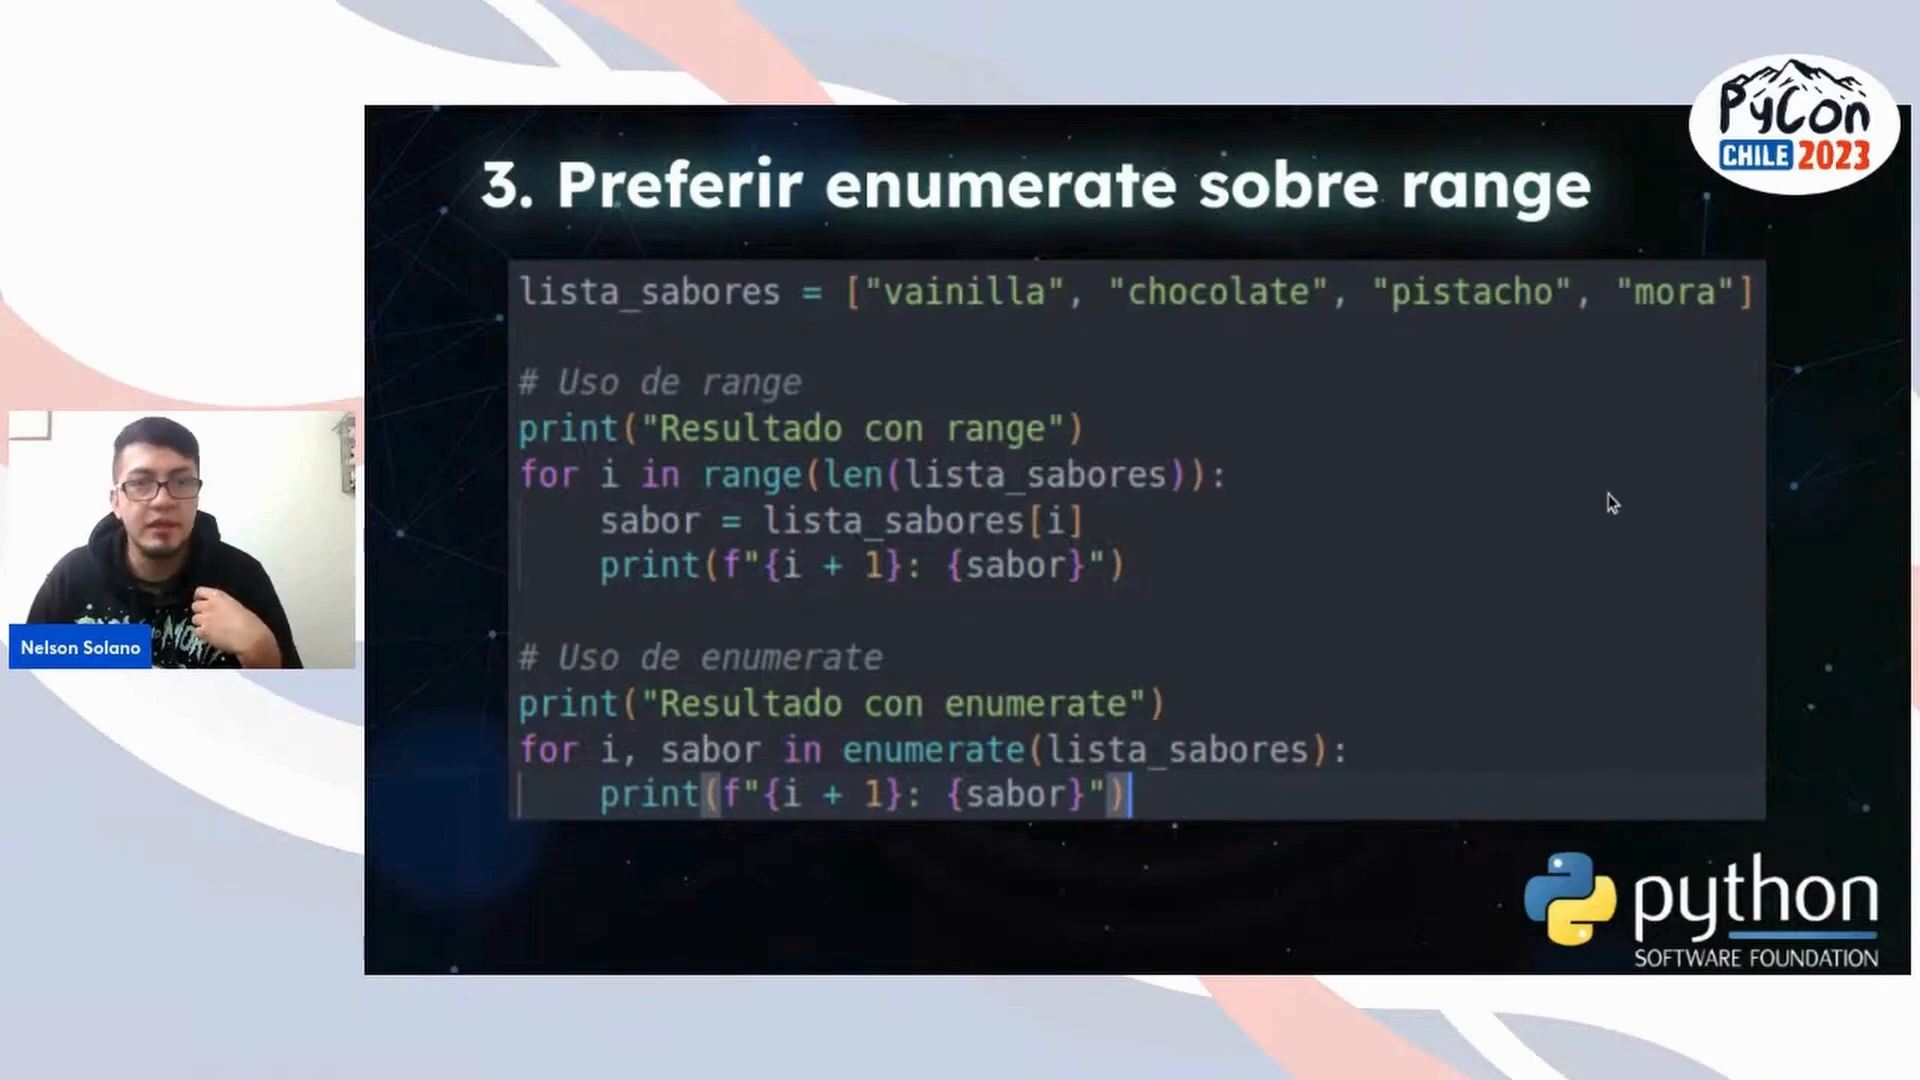 PyCon
CHILE 2023
3. Preferir enumerate sobre range
lista_sabores = ["vainilla", "chocolate", "pistacho", "mora"]
# Uso de range
print("Resultado con range")
for i in range(len(lista_sabores)):
    sabor = lista_sabores[i]
    print(f"{i + 1}: {sabor}")
# Uso de enumerate
print("Resultado con enumerate")
for i, sabor in enumerate(lista_sabores):
    print(f"{i + 1}: {sabor}")
Nelson Solano
python
SOFTWARE FOUNDATION